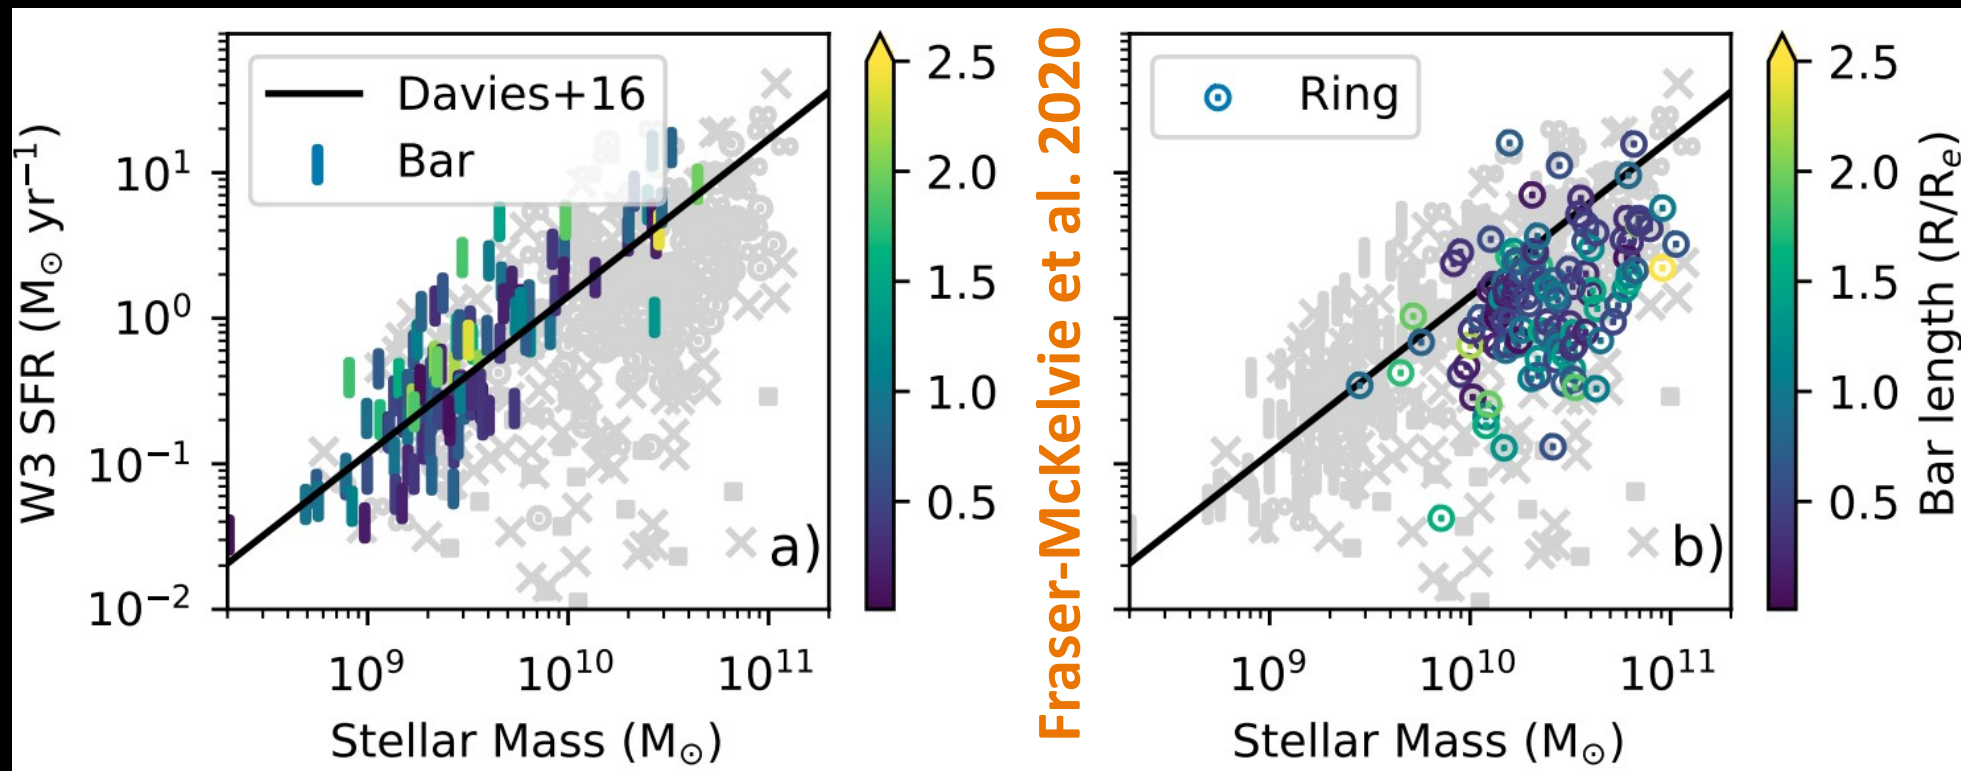 Davies+16
Bar
W3 SFR (M⊙ yr⁻¹)
10¹
10⁰
10⁻¹
10⁻²
10⁹
10¹⁰
10¹¹
Stellar Mass (M⊙)
a)
2.5
2.0
1.5
1.0
0.5
Fraser-McKelvie et al. 2020
Ring
10⁹
10¹⁰
10¹¹
Stellar Mass (M⊙)
b)
2.5
2.0
1.5
1.0
0.5
Bar length (R/Rₑ)